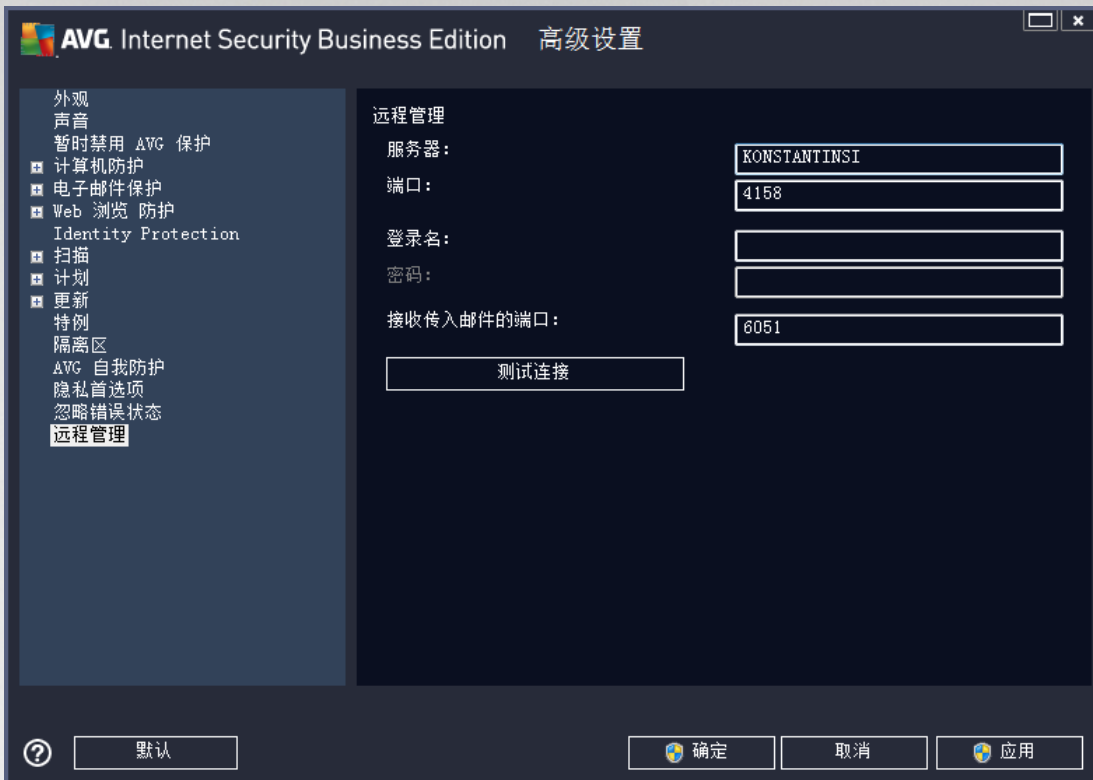 AVG. Internet Security Business Edition 高级设置
外观
声音
暂时禁用 AVG 保护
计算机防护
电子邮件保护
Web 浏览 防护
Identity Protection
扫描
计划
更新
特例
隔离区
AVG 自我防护
隐私首选项
忽略错误状态
远程管理
远程管理
服务器: KONSTANTINSI
端口: 4158
登录名:
密码:
接收传入邮件的端口: 6051
测试连接
默认
确定
取消
应用